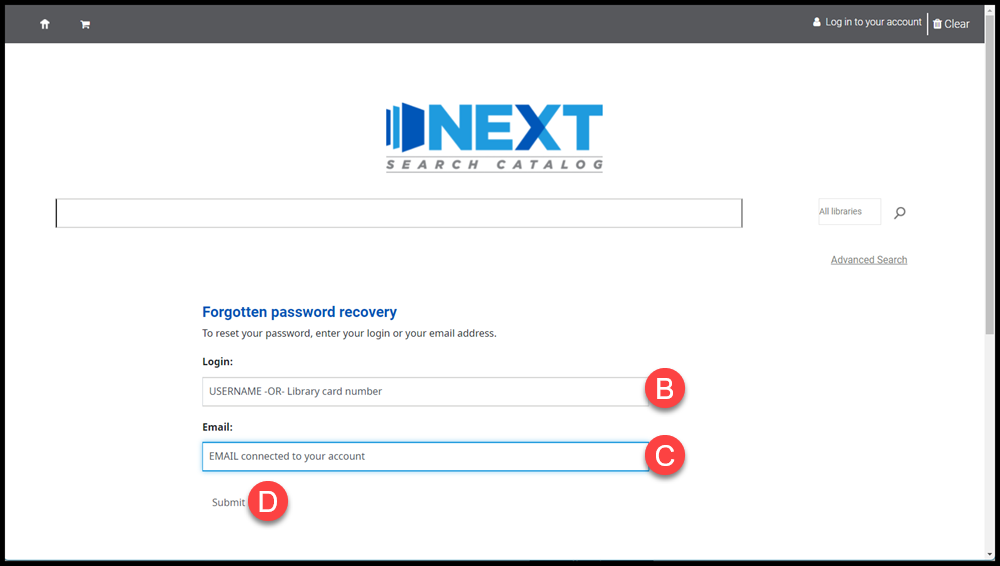 Log in to your account Clear
NEXT
SEARCH CATALOG
All libraries
Advanced Search
Forgotten password recovery
To reset your password, enter your login or your email address.
Login:
USERNAME -OR- Library card number B
Email:
EMAIL connected to your account C
Submit D